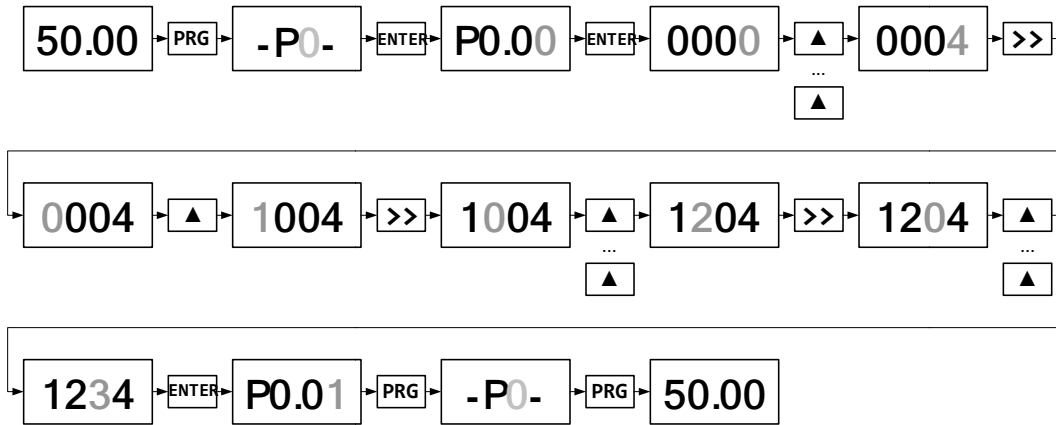 50.00 PRG -P0- ENTER P0.00 ENTER 0000 ▲ 0004 >>
... 
▲
0004 ▲ 1004 >> 1004 ▲ 1204 >> 1204 ▲
... ...
▲ ▲
1234 ENTER P0.01 PRG -P0- PRG 50.00